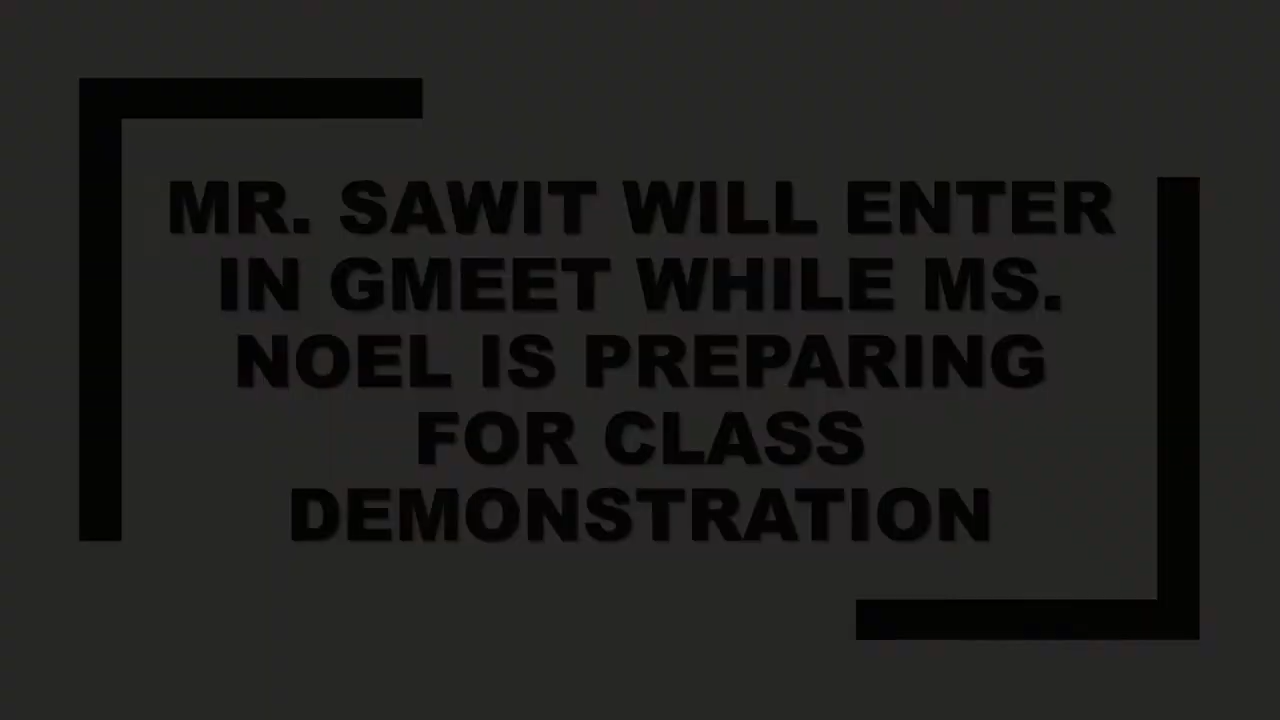 MR. SAWIT WILL ENTER
IN GMEET WHILE MS.
NOEL IS PREPARING
FOR CLASS
DEMONSTRATION